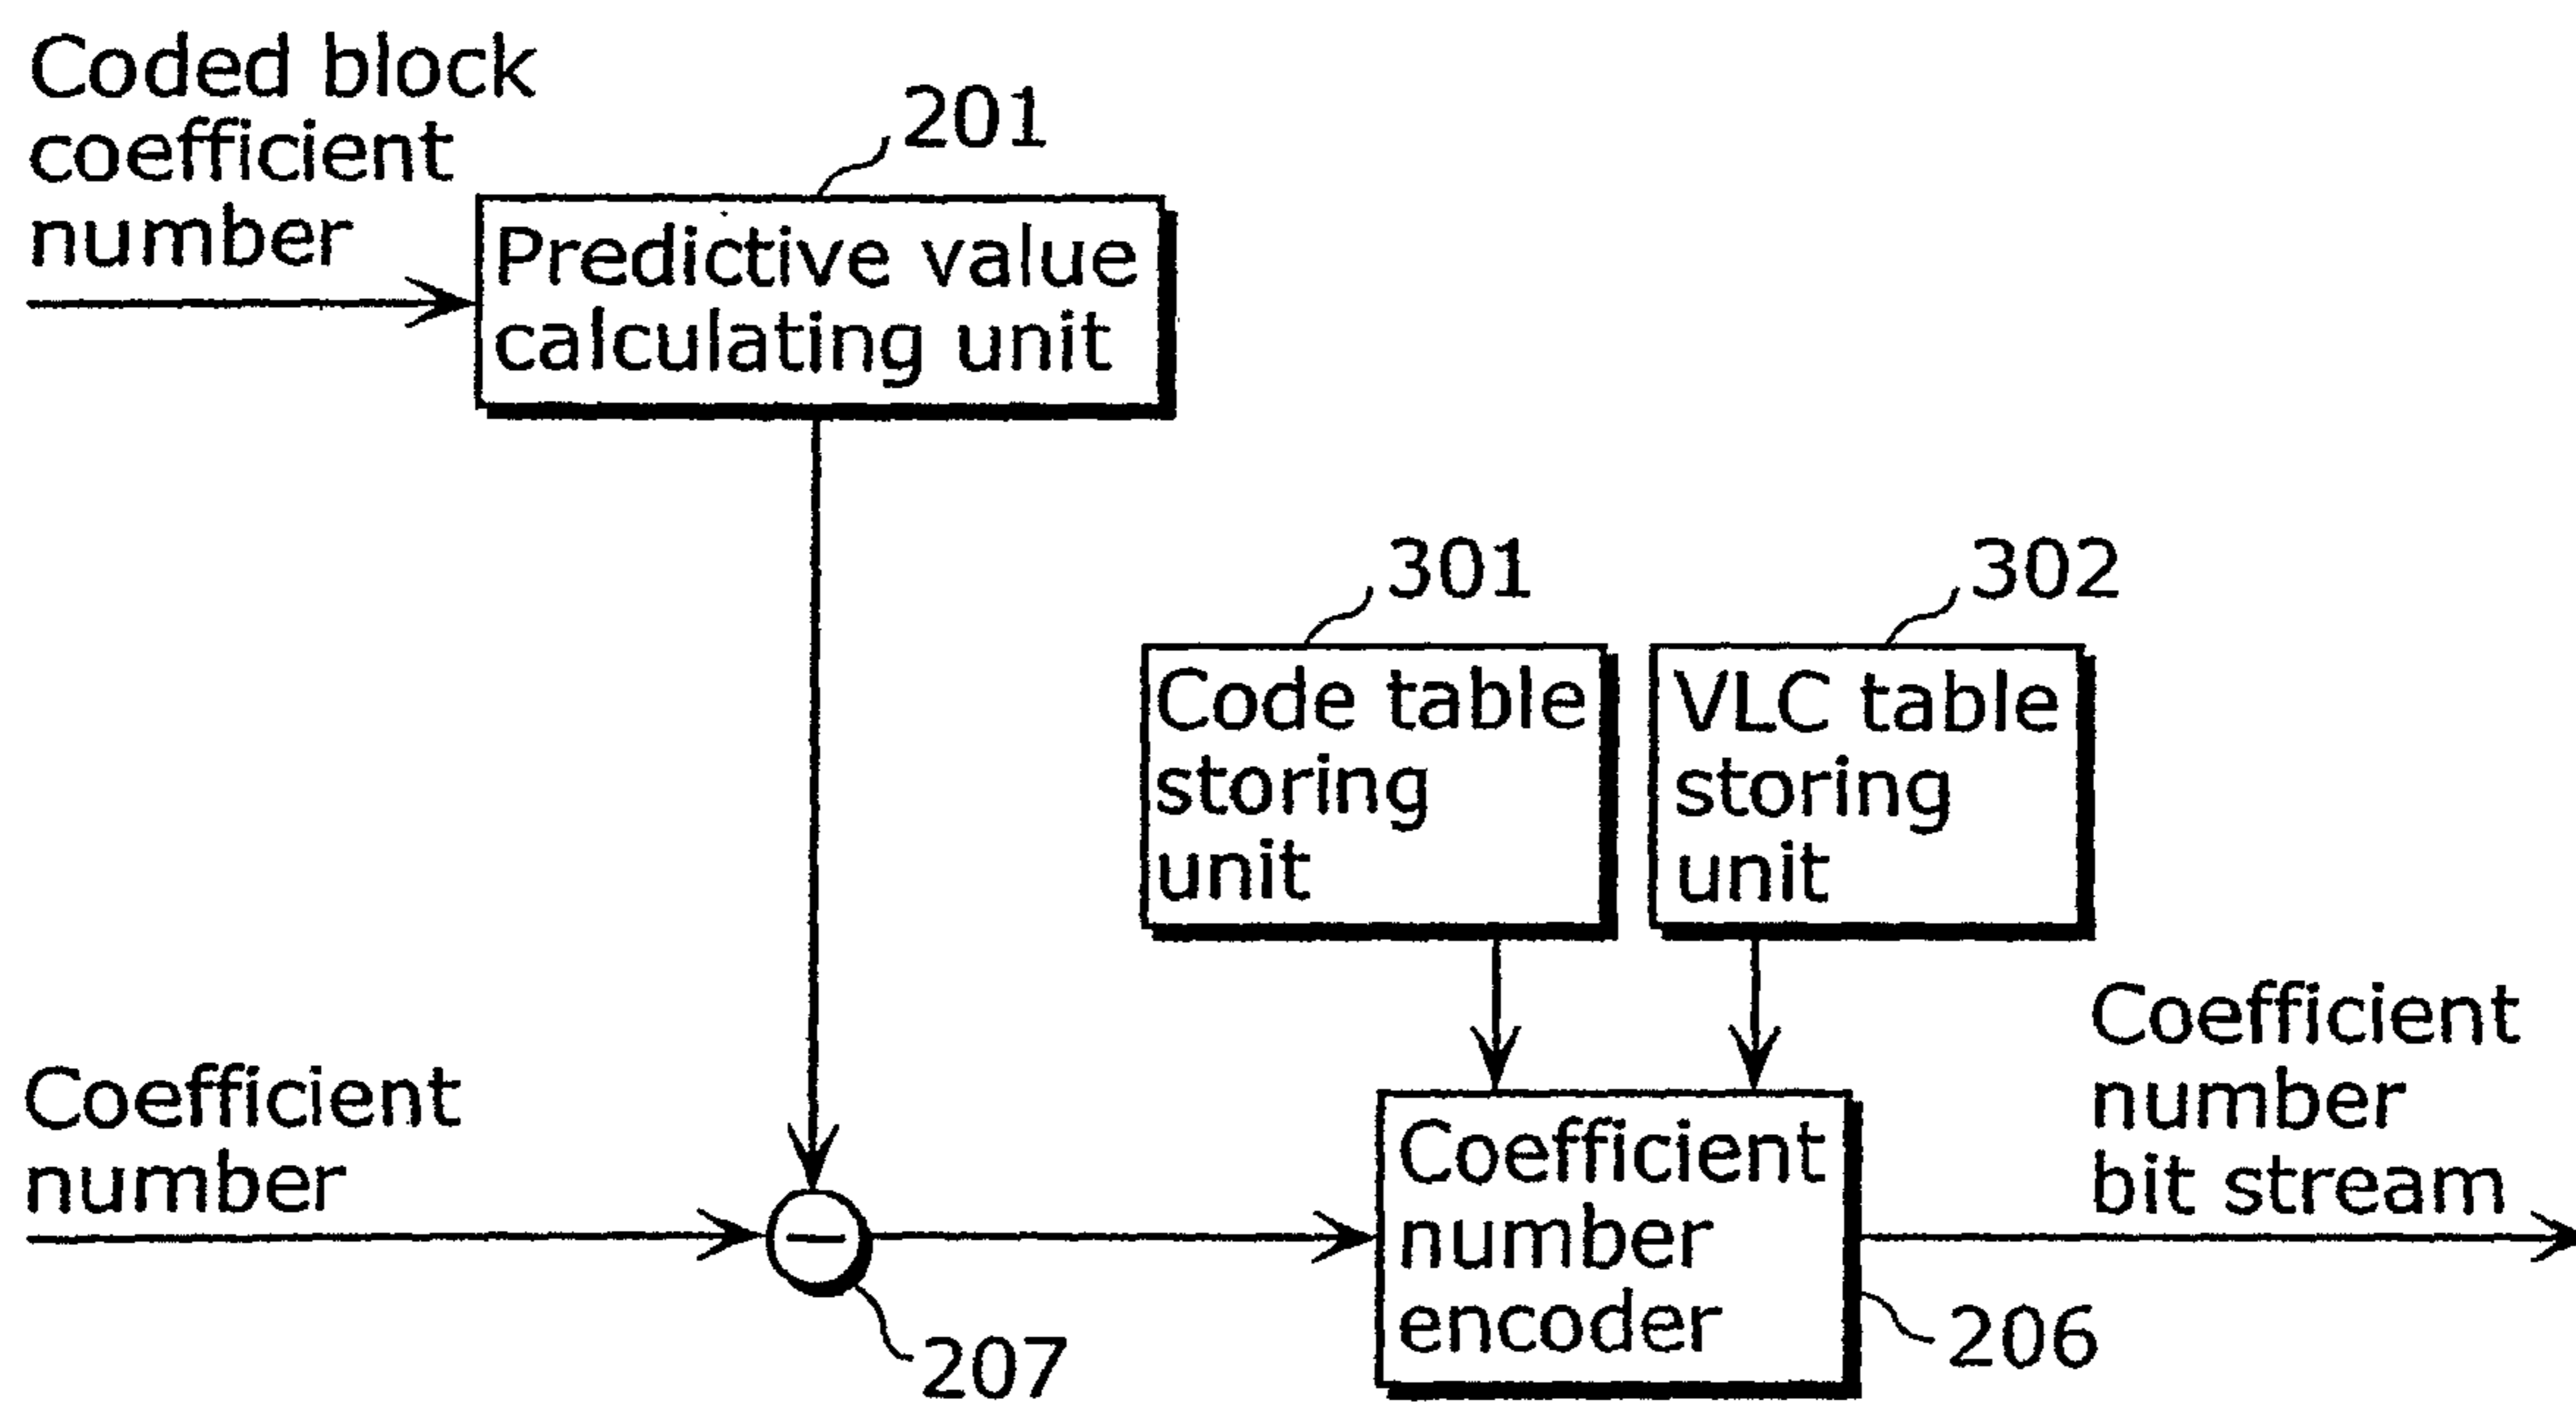 Coded block
coefficient
number
201
Predictive value
calculating unit
301
302
Code table
storing
unit
VLC table
storing
unit
Coefficient
number
207
Coefficient
number
encoder
206
Coefficient
number
bit stream